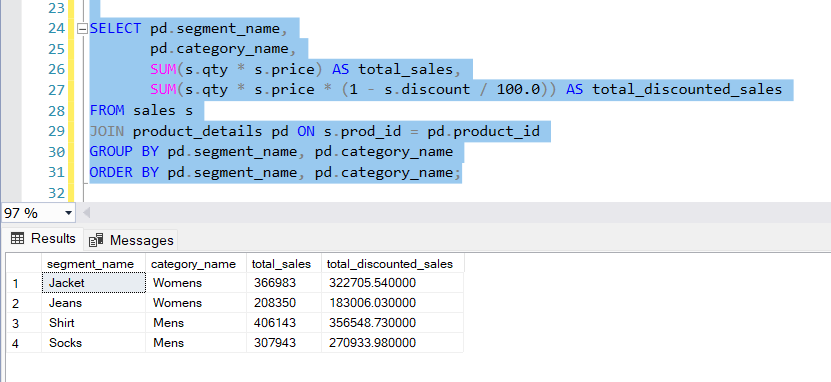 23
24 SELECT pd.segment_name,
25 pd.category_name,
26 SUM(s.qty * s.price) AS total_sales,
27 SUM(s.qty * s.price * (1 - s.discount / 100.0)) AS total_discounted_sales
28 FROM sales s
29 JOIN product_details pd ON s.prod_id = pd.product_id
30 GROUP BY pd.segment_name, pd.category_name
31 ORDER BY pd.segment_name, pd.category_name;
32
97 %
Results Messages
segment_name category_name total_sales total_discounted_sales
1 Jacket Womens 366983 322705.540000
2 Jeans Womens 208350 183006.030000
3 Shirt Mens 406143 356548.730000
4 Socks Mens 307943 270933.980000